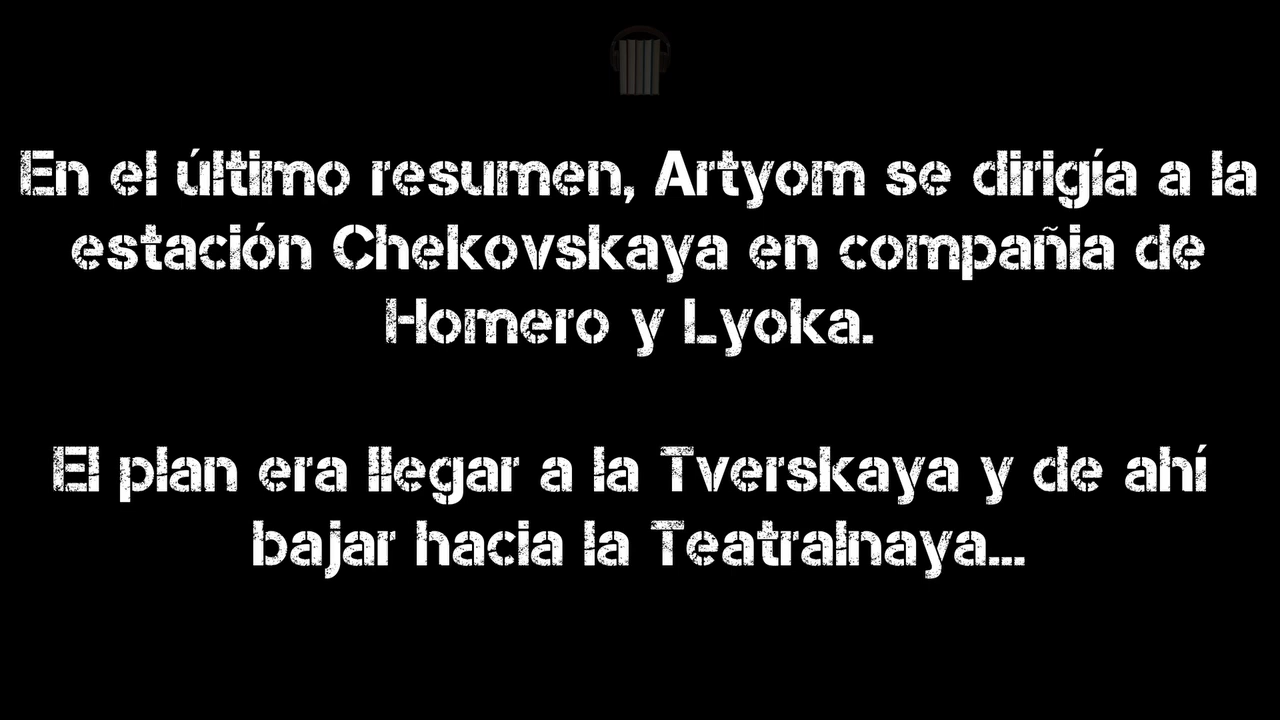 En el último resumen, Artyom se dirigía a la
estación Chekovskaya en compañia de
Homero y Lyoka.
El plan era llegar a la Tverskaya y de ahí
bajar hacia la Teatralnaya...